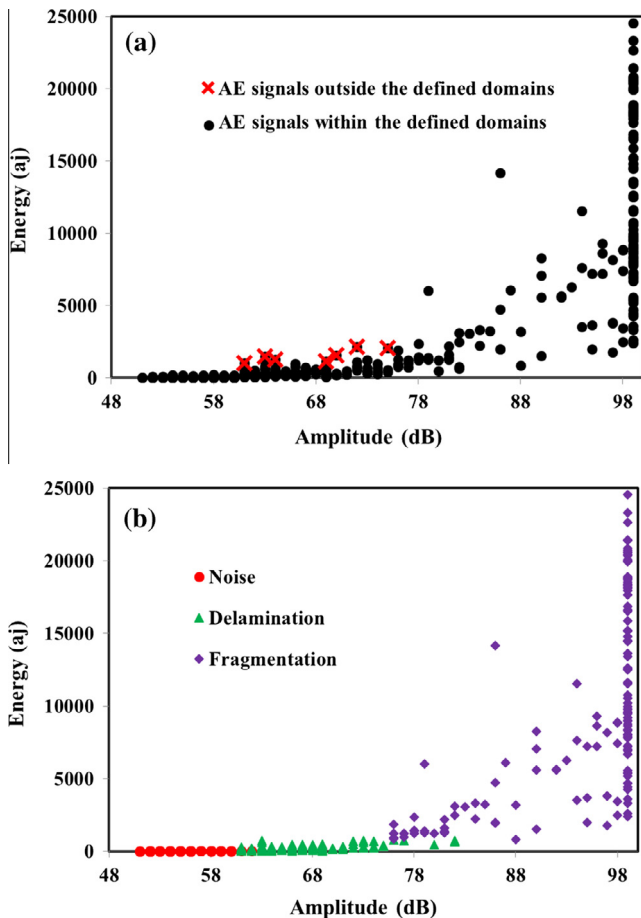 25000
(a)
20000
AE signals outside the defined domains
AE signals within the defined domains
15000
10000
5000
0
48 58 68 78 88 98
Energy (aj)
Amplitude (dB)
25000
(b)
20000
Noise
Delamination
Fragmentation
15000
10000
5000
0
48 58 68 78 88 98
Energy (aj)
Amplitude (dB)